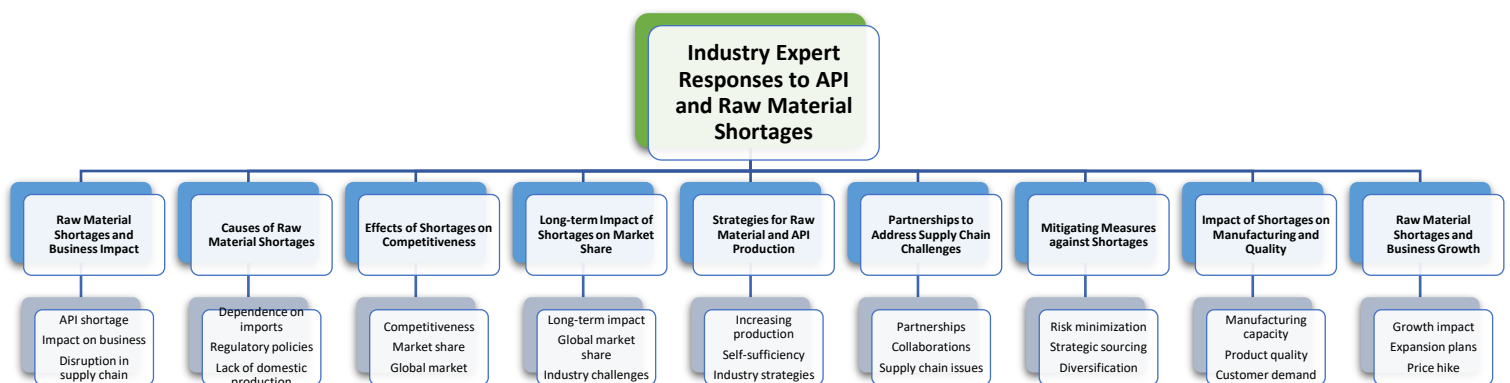 Industry Expert
Responses to API
and Raw Material
Shortages
Raw Material
Shortages and
Business Impact
Causes of Raw
Material Shortages
Effects of Shortages on
Competitiveness
Long-term Impact of
Shortages on Market
Share
Strategies for Raw
Material and API
Production
Partnerships to
Address Supply Chain
Challenges
Mitigating Measures
against Shortages
Impact of Shortages on
Manufacturing and
Quality
Raw Material
Shortages and
Business Growth
API shortage
Impact on business
Disruption in
supply chain
Dependence on
imports
Regulatory policies
Lack of domestic
production
Competitiveness
Market share
Global market
Long-term impact
Global market
share
Industry challenges
Increasing
production
Self-sufficiency
Industry strategies
Partnerships
Collaborations
Supply chain issues
Risk minimization
Strategic sourcing
Diversification
Manufacturing
capacity
Product quality
Customer demand
Growth impact
Expansion plans
Price hike